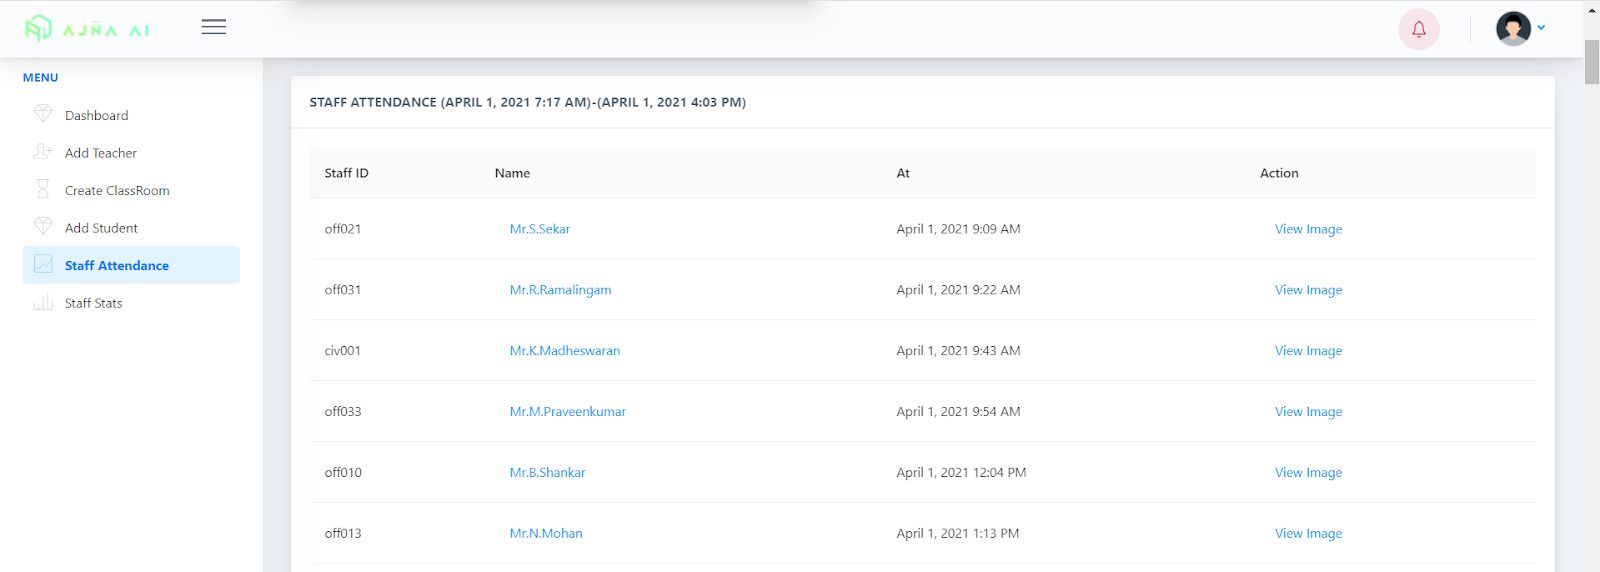 AJÑA AI
MENU
Dashboard
Add Teacher
Create ClassRoom
Add Student
Staff Attendance
Staff Stats
STAFF ATTENDANCE (APRIL 1, 2021 7:17 AM)-(APRIL 1, 2021 4:03 PM)
Staff ID Name At Action
off021 Mr.S.Sekar April 1, 2021 9:09 AM View Image
off031 Mr.R.Ramalingam April 1, 2021 9:22 AM View Image
civ001 Mr.K.Madheswaran April 1, 2021 9:43 AM View Image
off033 Mr.M.Praveenkumar April 1, 2021 9:54 AM View Image
off010 Mr.B.Shankar April 1, 2021 12:04 PM View Image
off013 Mr.N.Mohan April 1, 2021 1:13 PM View Image